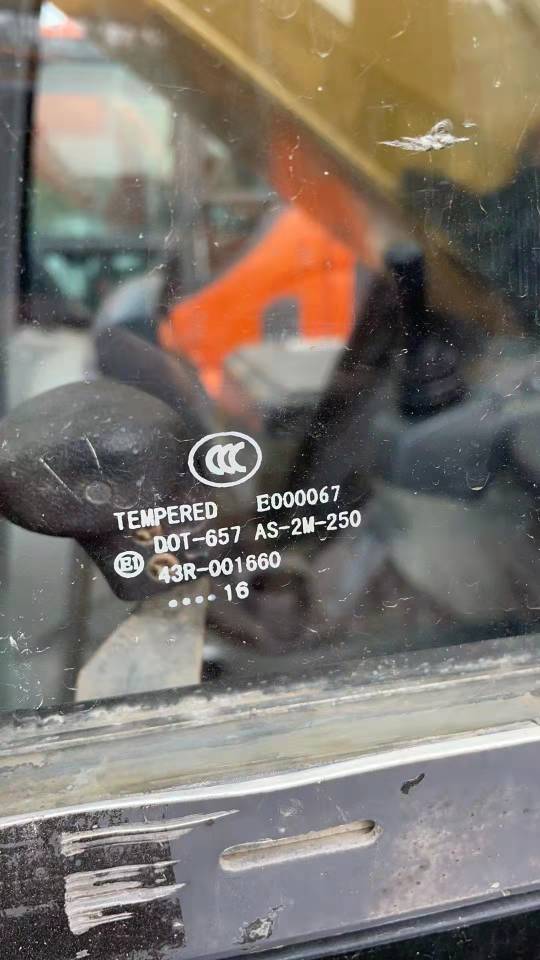 CCC
TEMPERED E000067
DOT-657 AS-2M-250
E1 43R-001660
•••• 16